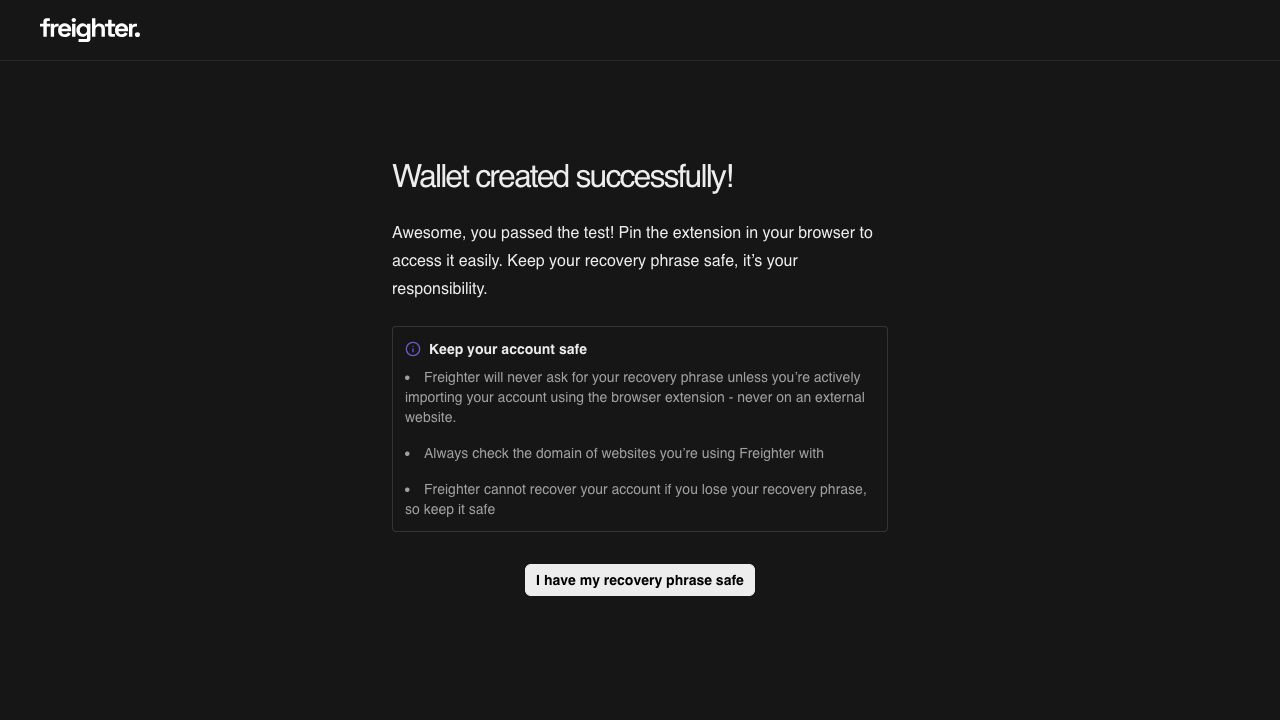 freighter.
Wallet created successfully!
Awesome, you passed the test! Pin the extension in your browser to
access it easily. Keep your recovery phrase safe, it’s your
responsibility.
Keep your account safe
• Freighter will never ask for your recovery phrase unless you’re actively
importing your account using the browser extension - never on an external
website.
• Always check the domain of websites you’re using Freighter with
• Freighter cannot recover your account if you lose your recovery phrase,
so keep it safe
I have my recovery phrase safe